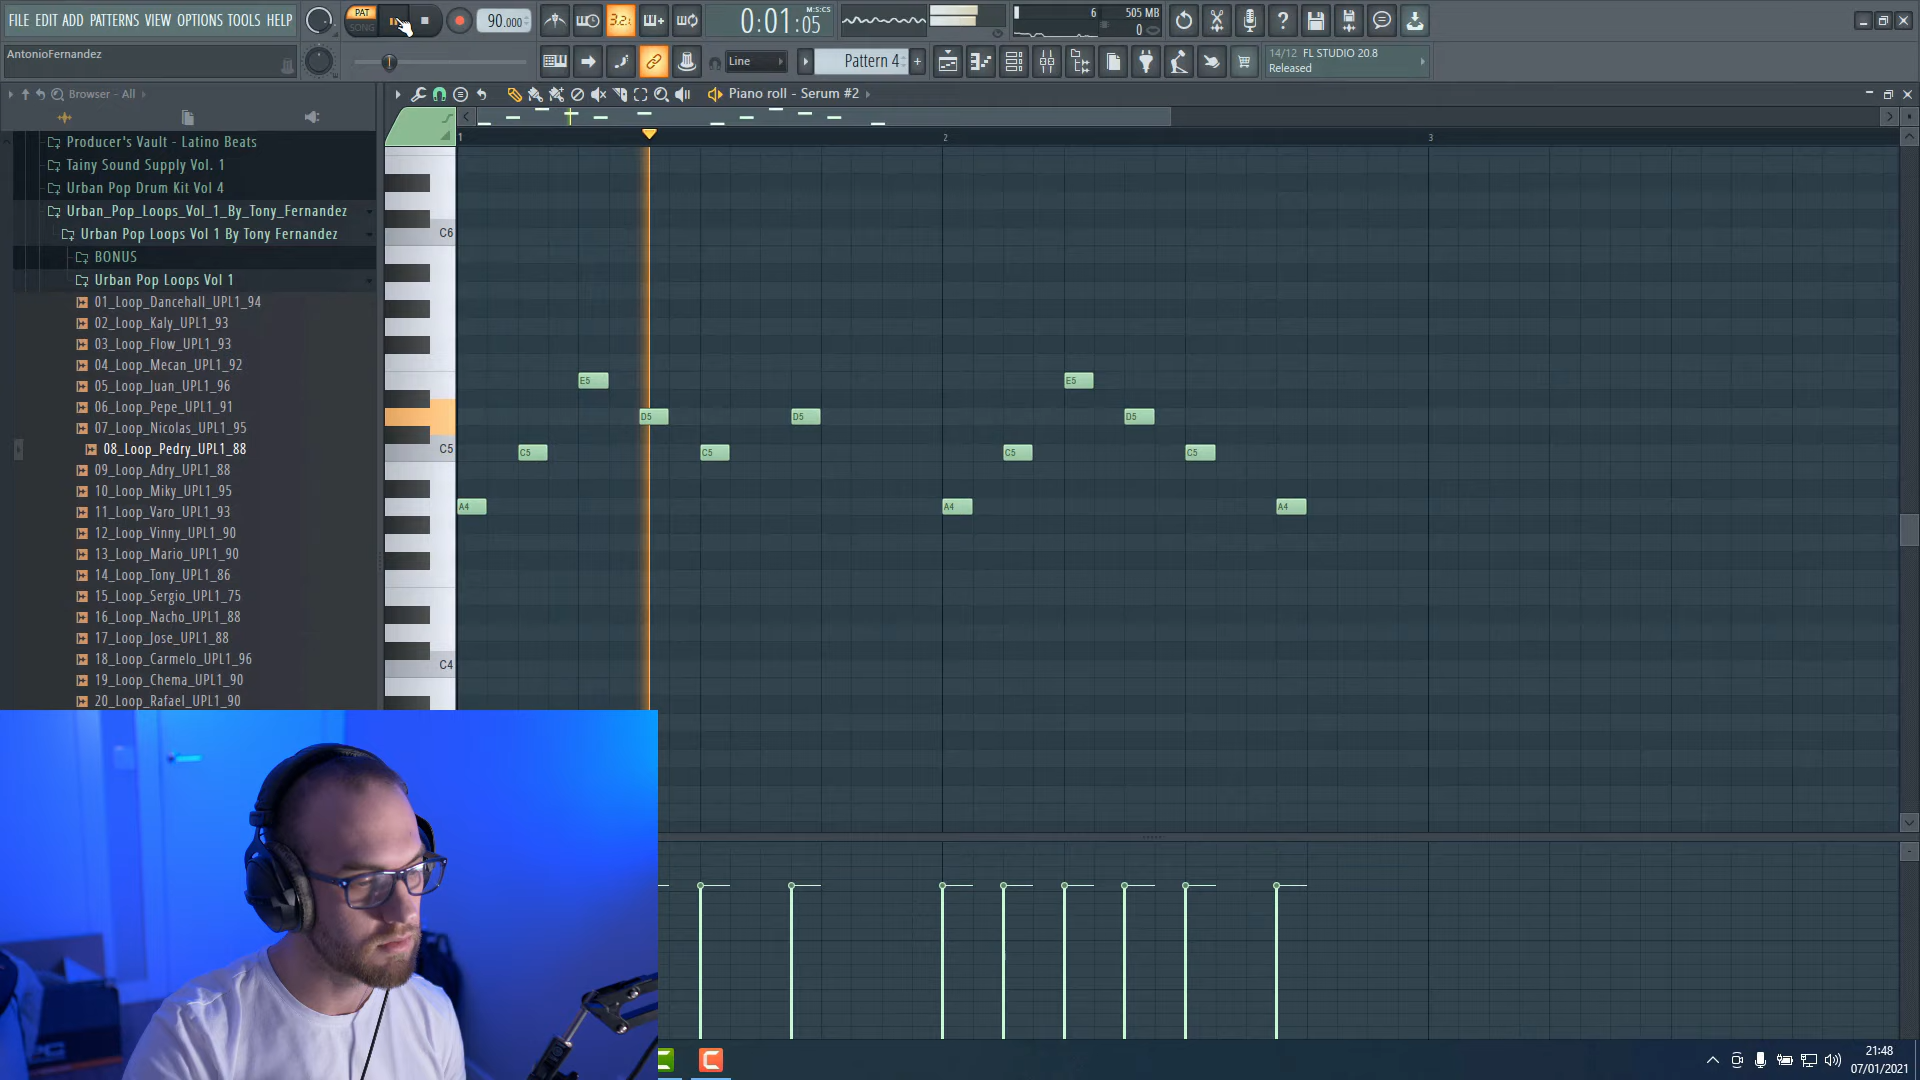 FILE EDIT ADD PATTERNS VIEW OPTIONS TOOLS HELP
PAT
SONG
90.000
3.2.
0:01:05
M:S:CS
6
505 MB
0
AntonioFernandez
Line
Pattern 4
14/12 FL STUDIO 20.8
Released
Browser - All
Piano roll - Serum #2
1
2
3
Producer's Vault - Latino Beats
Tainy Sound Supply Vol. 1
Urban Pop Drum Kit Vol 4
Urban_Pop_Loops_Vol_1_By_Tony_Fernandez
Urban Pop Loops Vol 1 By Tony Fernandez
BONUS
Urban Pop Loops Vol 1
01_Loop_Dancehall_UPL1_94
02_Loop_Kaly_UPL1_93
03_Loop_Flow_UPL1_93
04_Loop_Mecan_UPL1_92
05_Loop_Juan_UPL1_96
06_Loop_Pepe_UPL1_91
07_Loop_Nicolas_UPL1_95
08_Loop_Pedry_UPL1_88
09_Loop_Adry_UPL1_88
10_Loop_Miky_UPL1_95
11_Loop_Varo_UPL1_93
12_Loop_Vinny_UPL1_90
13_Loop_Mario_UPL1_90
14_Loop_Tony_UPL1_86
15_Loop_Sergio_UPL1_75
16_Loop_Nacho_UPL1_88
17_Loop_Jose_UPL1_88
18_Loop_Carmelo_UPL1_96
19_Loop_Chema_UPL1_90
20_Loop_Rafael_UPL1_90
C6
E5
E5
D5
D5
D5
C5
C5
C5
C5
C5
A4
A4
A4
C4
21:48
07/01/2021